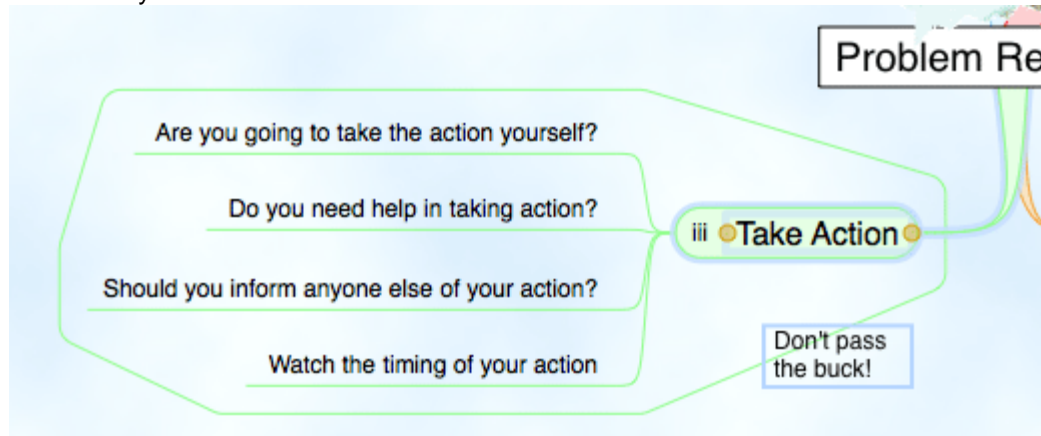 Problem Re
Are you going to take the action yourself?
Do you need help in taking action?
iii Take Action
Should you inform anyone else of your action?
Don't pass
the buck!
Watch the timing of your action